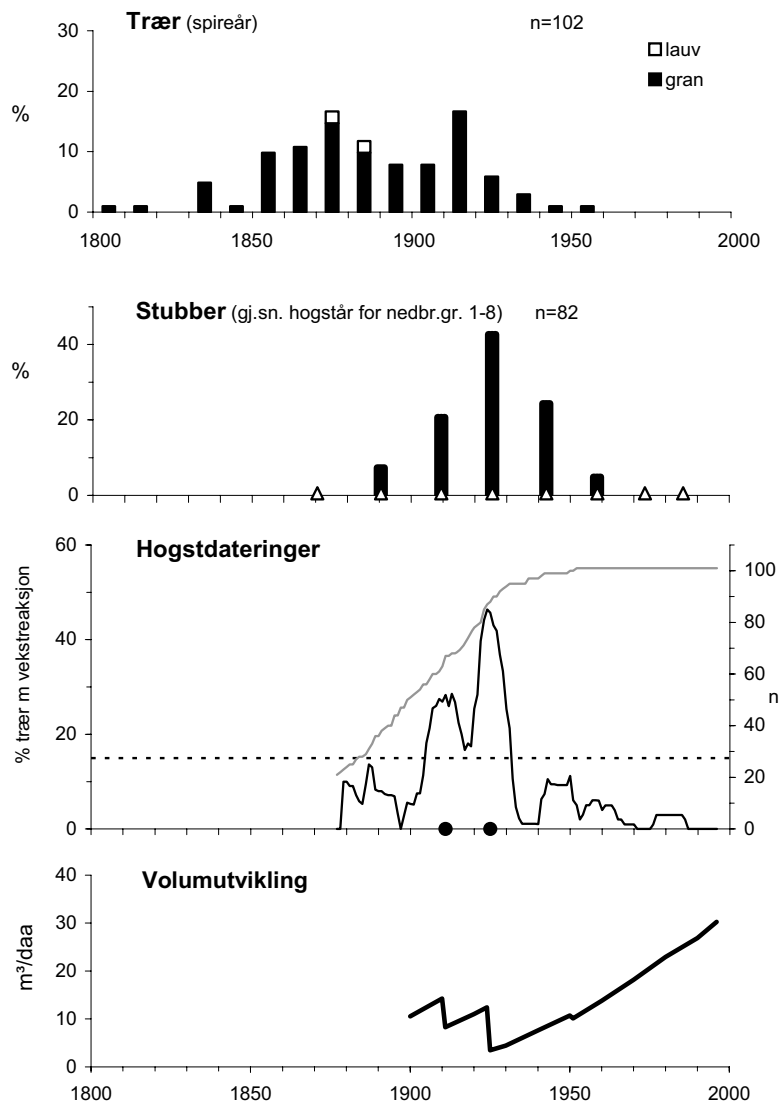 Trær (spireår) n=102
lauv
gran
%
30
20
10
0
1800 1850 1900 1950 2000
Stubber (gj.sn. hogstår for nedbr.gr. 1-8) n=82
%
40
20
0
Hogstdateringer
% trær m vekstreaksjon
60
40
20
0
100
80
60
40
20
0
n
Volumutvikling
m³/daa
40
30
20
10
0
1800 1850 1900 1950 2000